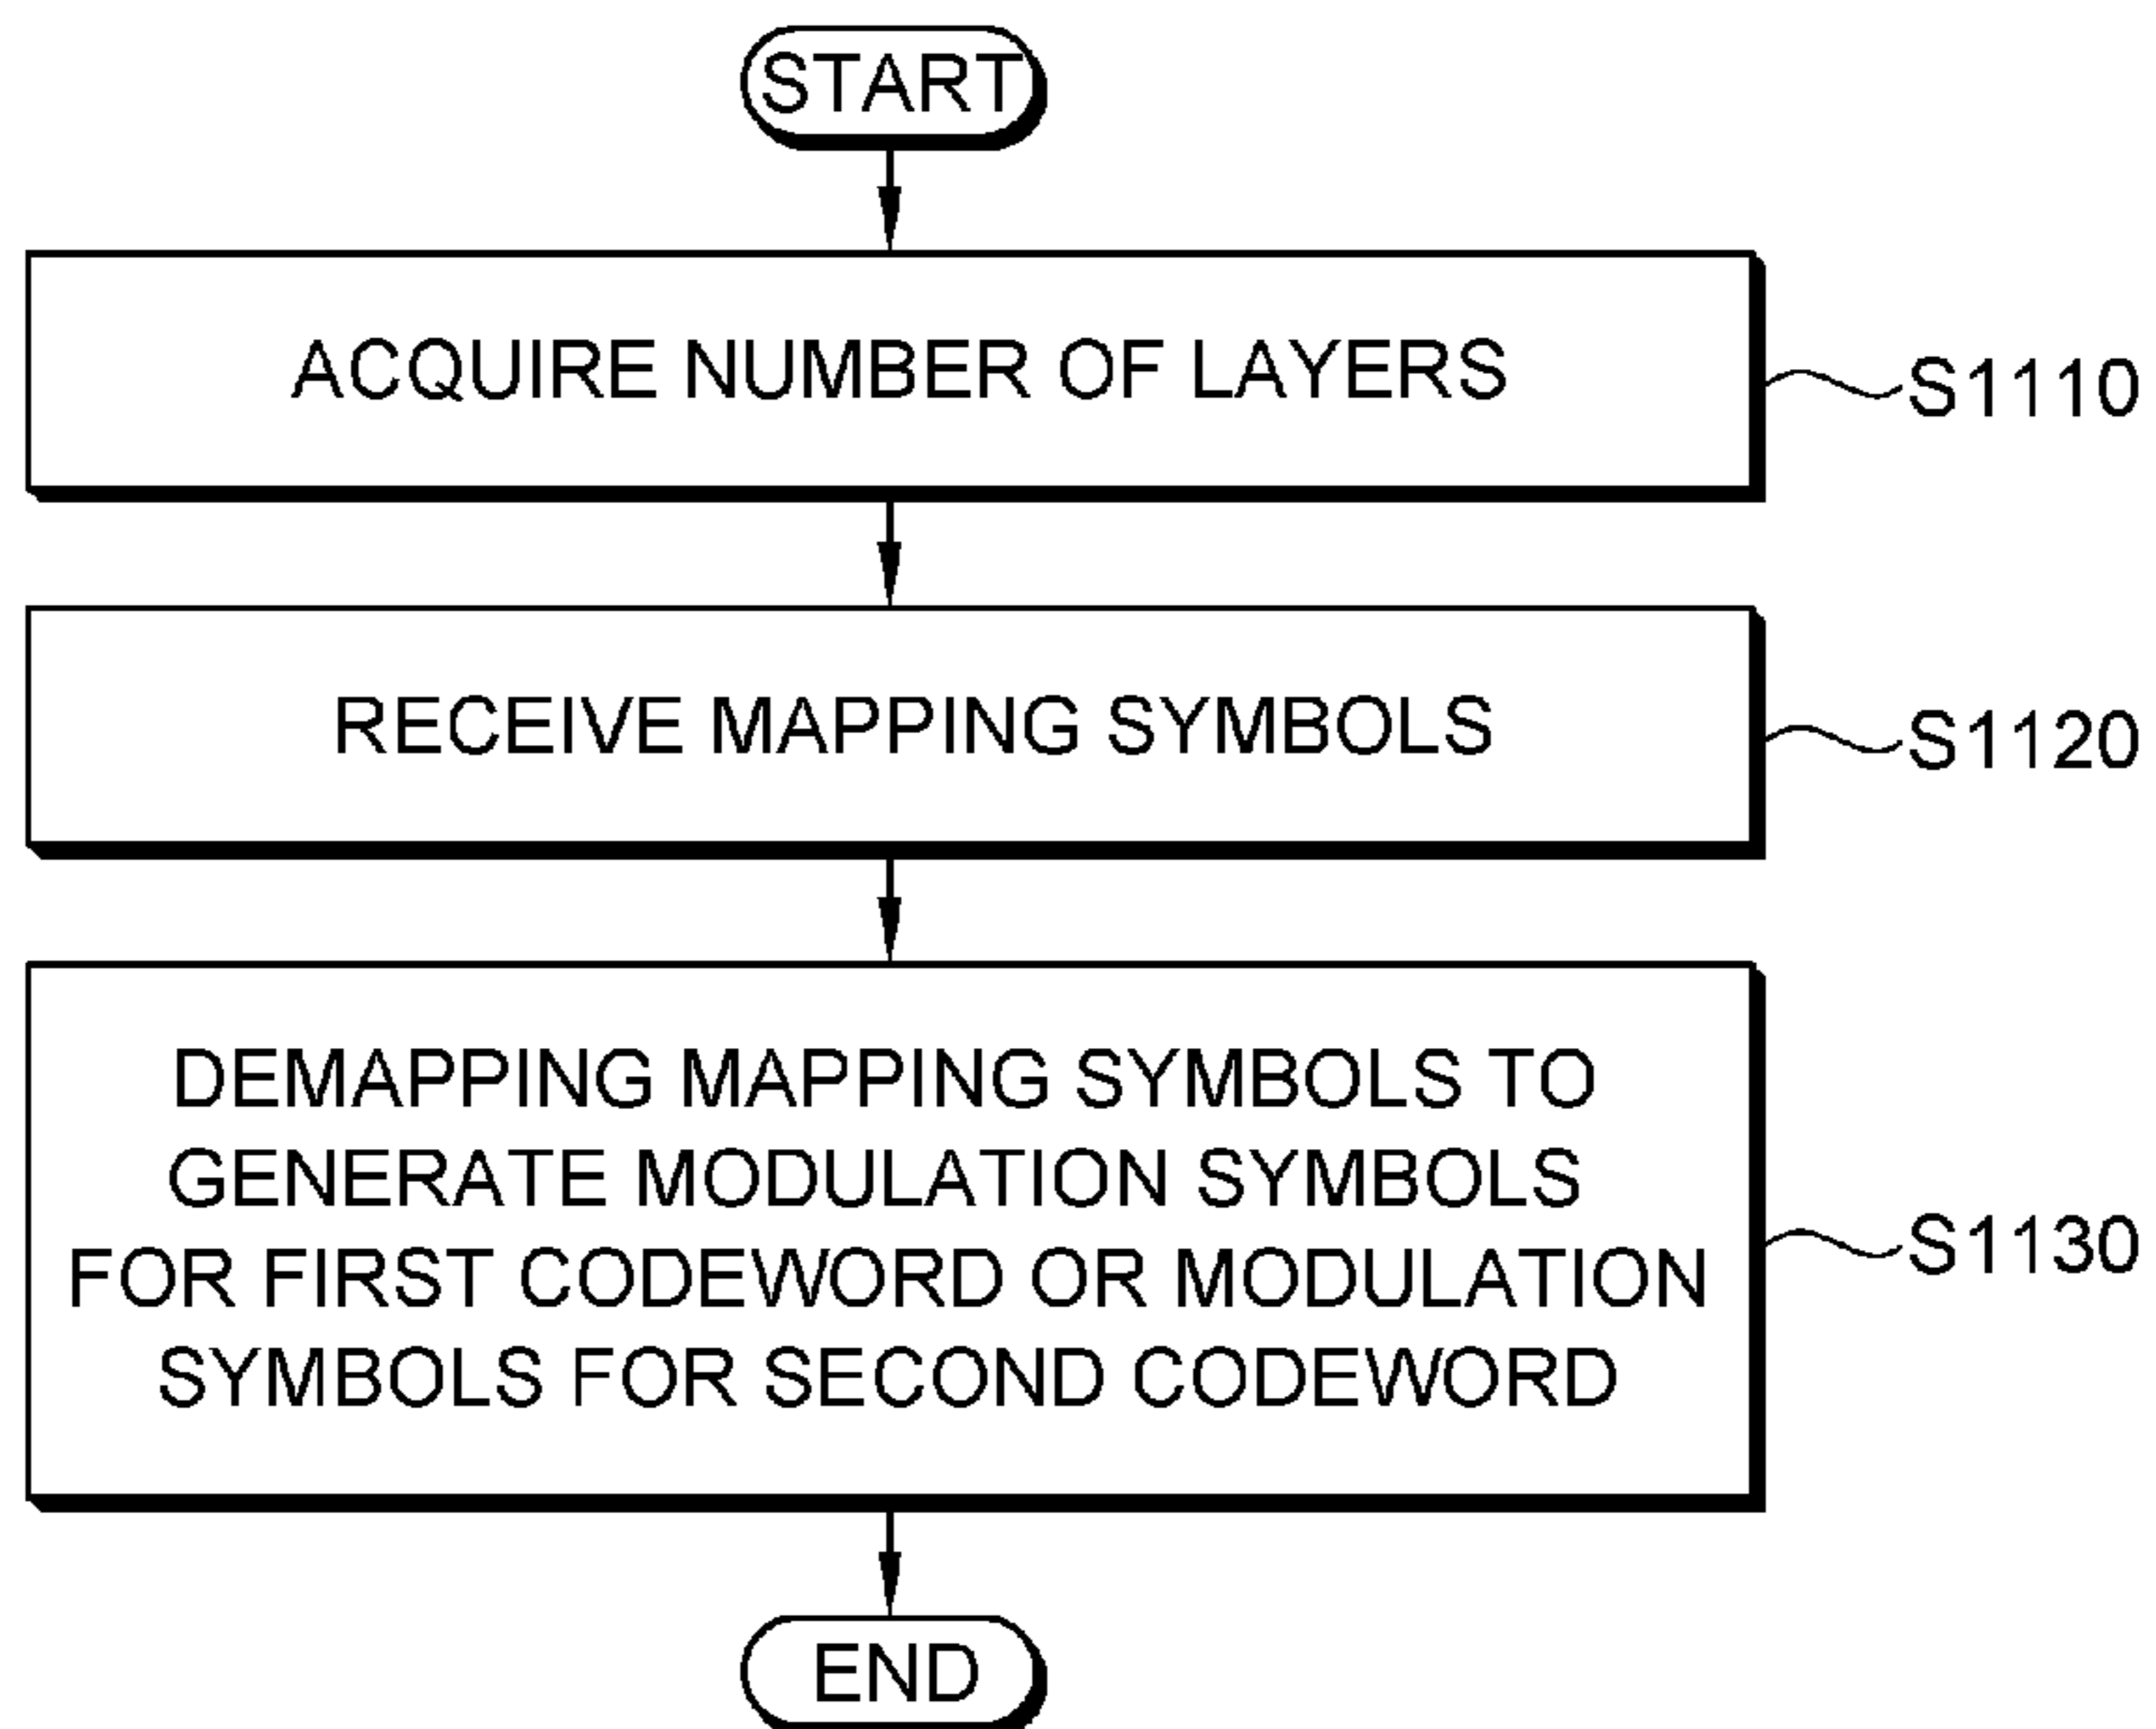 START
ACQUIRE NUMBER OF LAYERS
S1110
RECEIVE MAPPING SYMBOLS
S1120
DEMAPPING MAPPING SYMBOLS TO
GENERATE MODULATION SYMBOLS
FOR FIRST CODEWORD OR MODULATION
SYMBOLS FOR SECOND CODEWORD
S1130
END